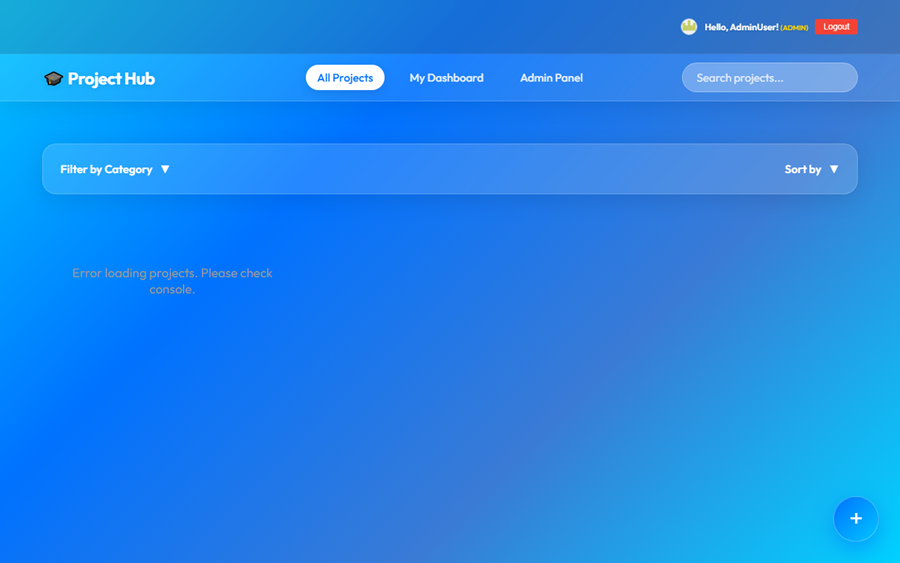 Hello, AdminUser! (ADMIN)
Logout
🎓 Project Hub
All Projects
My Dashboard
Admin Panel
Search projects...
Filter by Category ▼
Sort by ▼
Error loading projects. Please check
console.
+